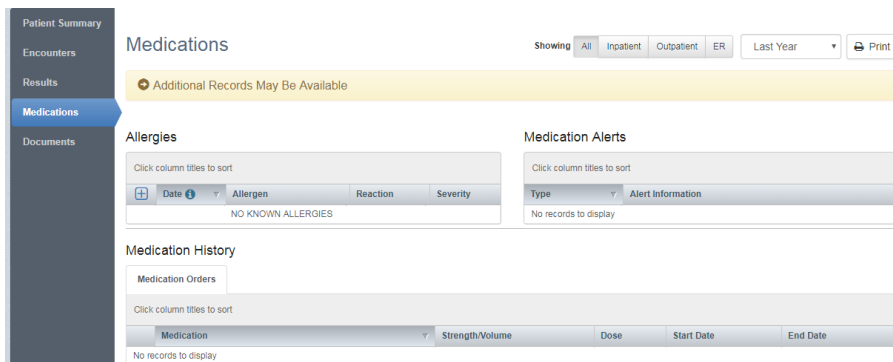 Patient Summary
Encounters
Results
Medications
Documents
Medications
Showing All Inpatient Outpatient ER Last Year Print
Additional Records May Be Available
Allergies
Click column titles to sort
Date Allergen Reaction Severity
NO KNOWN ALLERGIES
Medication Alerts
Click column titles to sort
Type Alert Information
No records to display
Medication History
Medication Orders
Click column titles to sort
Medication Strength/Volume Dose Start Date End Date
No records to display